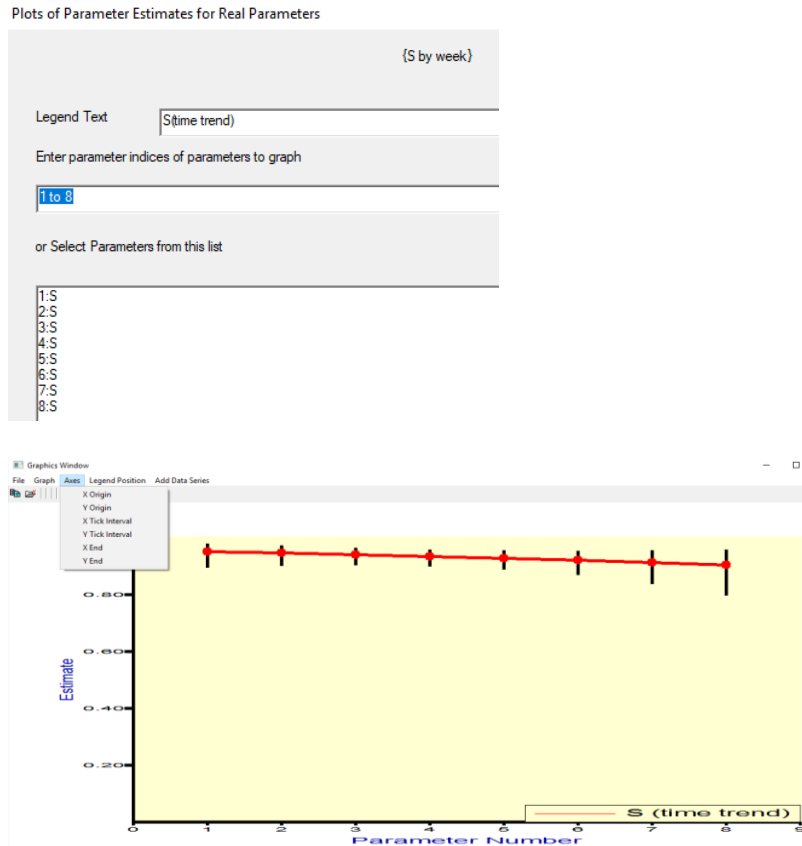 Plots of Parameter Estimates for Real Parameters
{S by week}
Legend Text
S(time trend)
Enter parameter indices of parameters to graph
1 to 8
or Select Parameters from this list
1:S
2:S
3:S
4:S
5:S
6:S
7:S
8:S
Graphics Window
File Graph Axes Legend Position Add Data Series
X Origin
Y Origin
X Tick Interval
Y Tick Interval
X End
Y End
0.80
0.60
Estimate
0.40
0.20
S (time trend)
0 1 2 3 4 5 6 7 8 9
Parameter Number